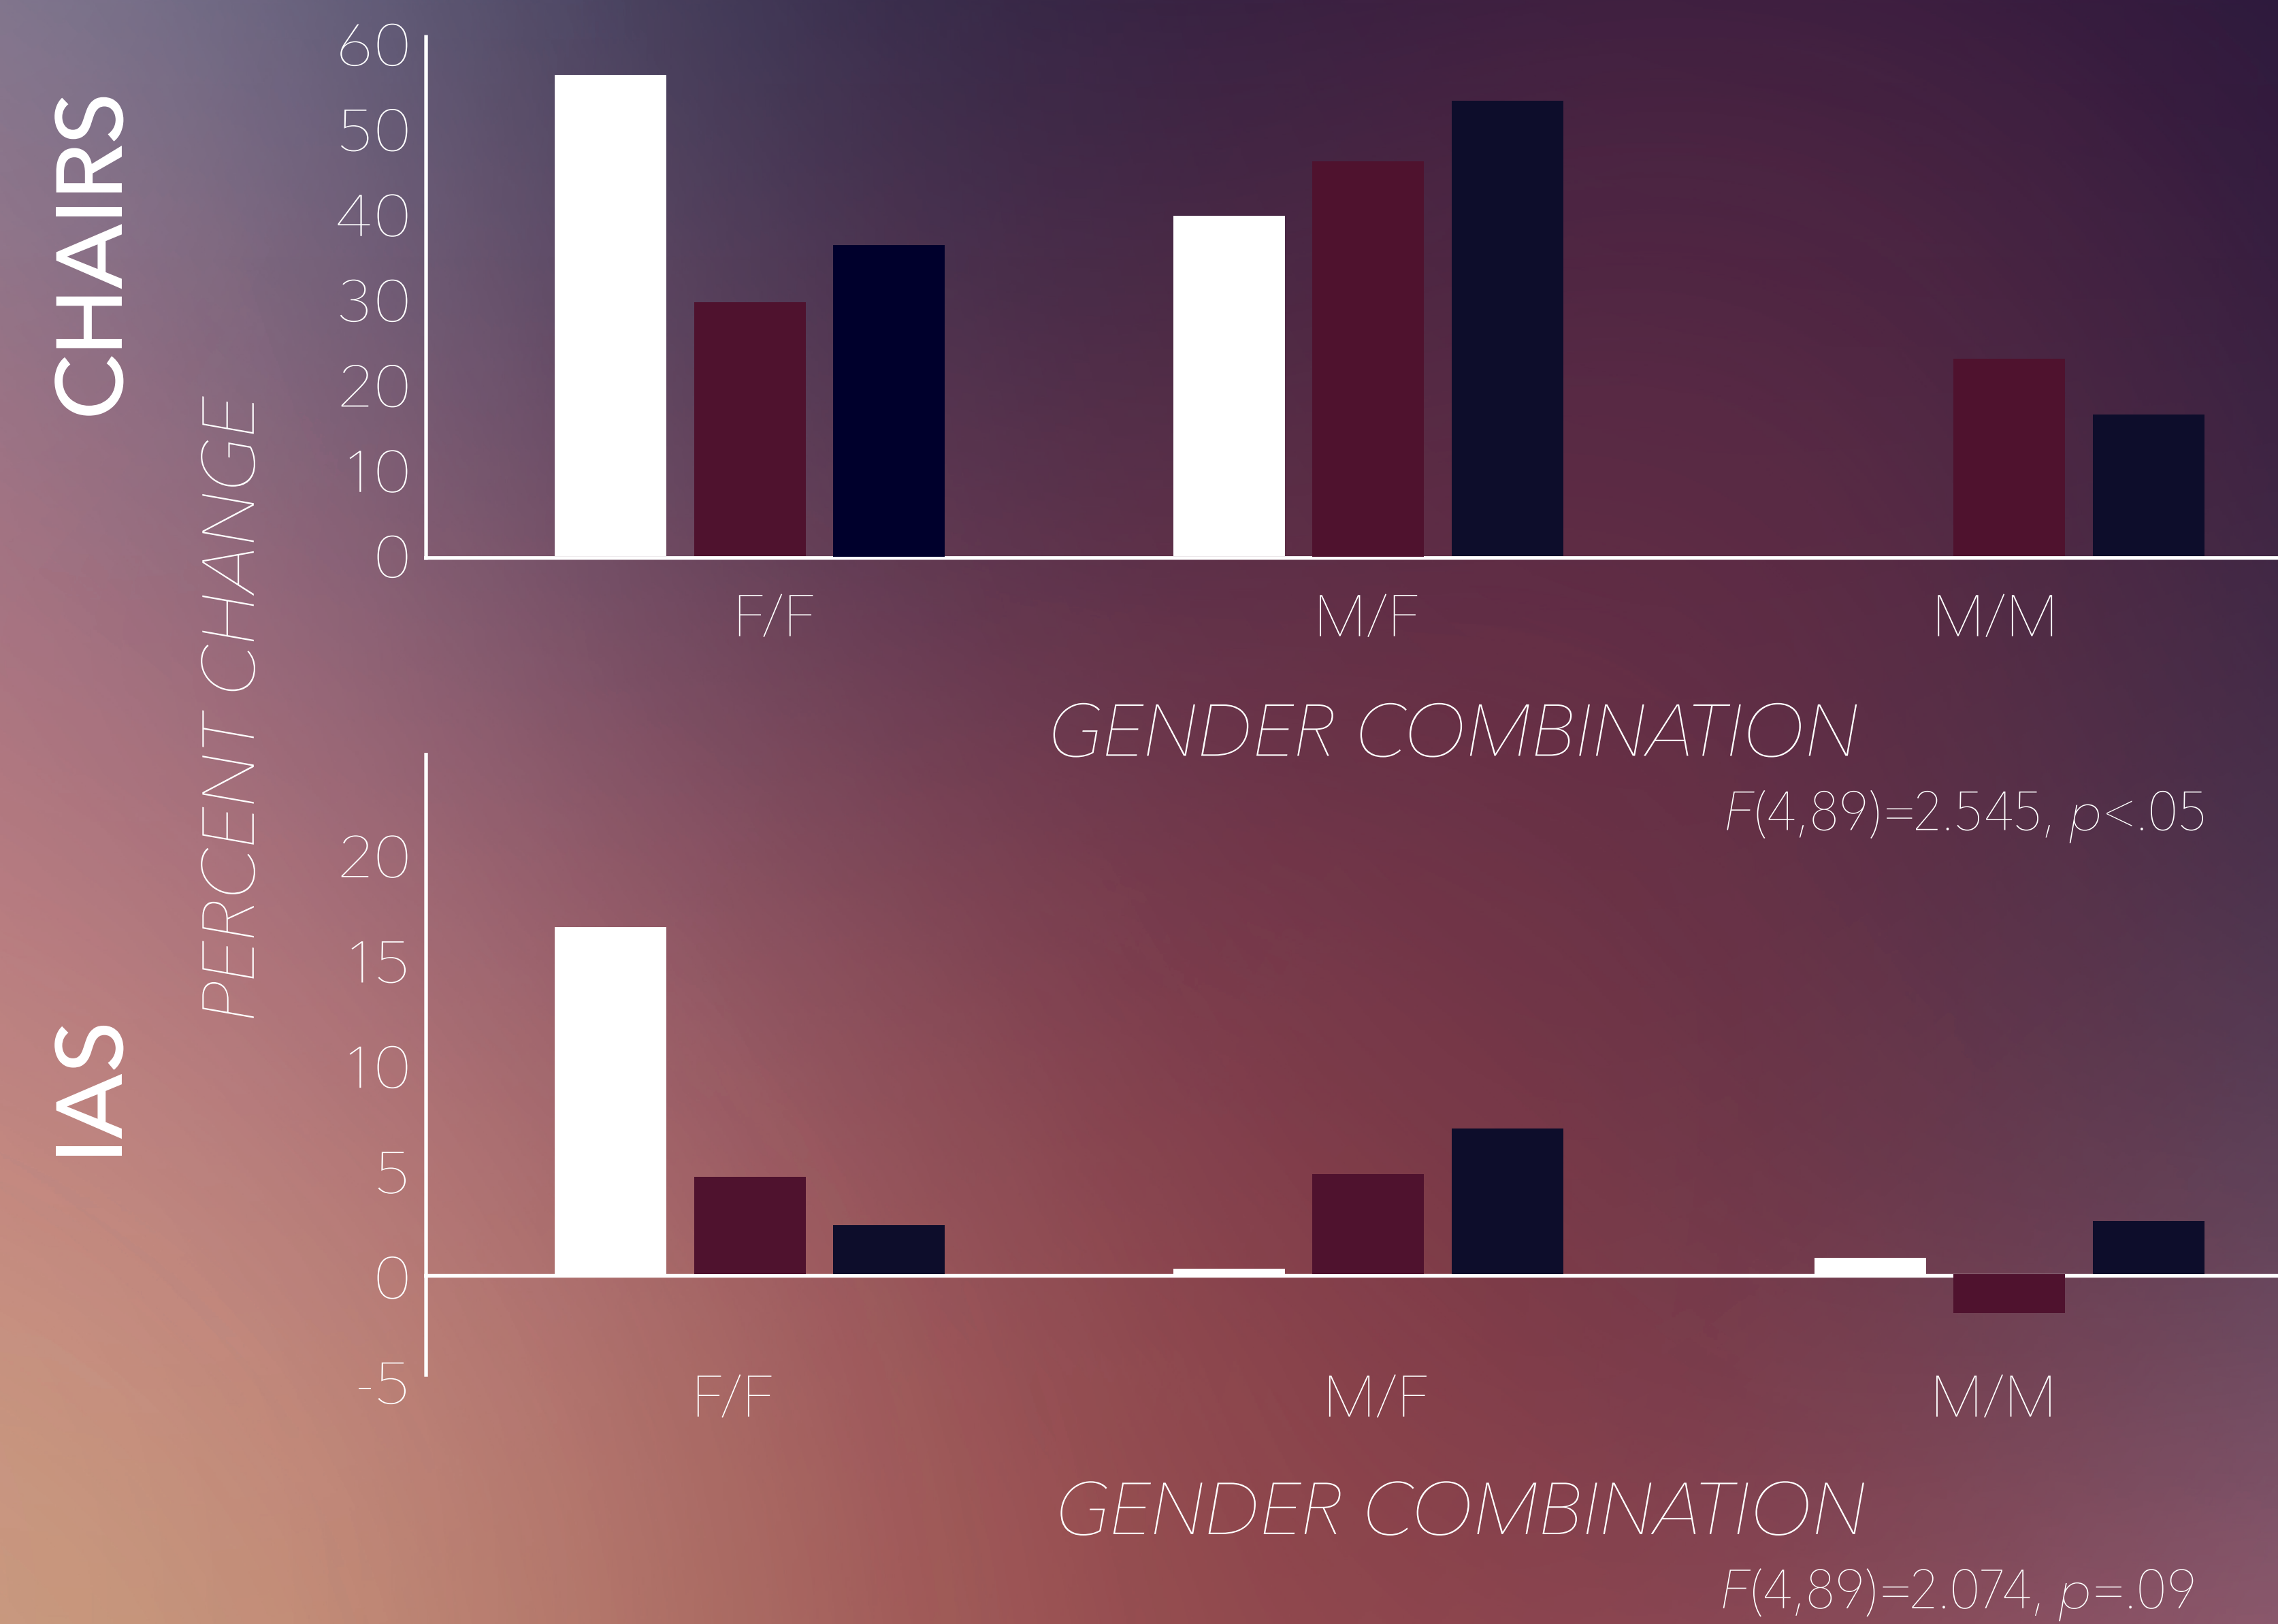 CHAIRS
PERCENT CHANGE
60
50
40
30
20
10
0
F/F M/F M/M
GENDER COMBINATION
F(4,89)=2.545, p<.05
IAS
20
15
10
5
0
-5
F/F M/F M/M
GENDER COMBINATION
F(4,89)=2.074, p=.09